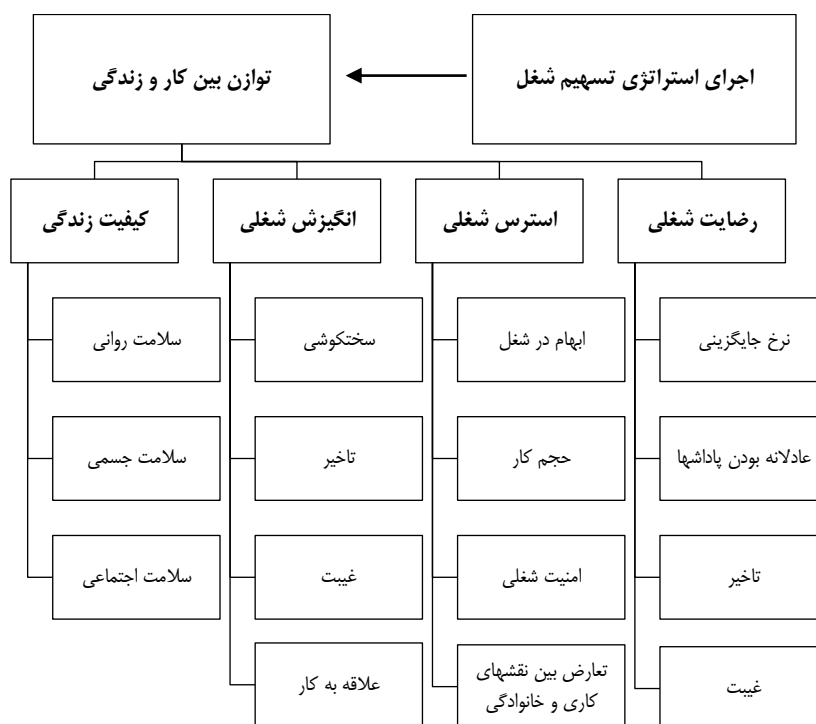 اجرای استراتژی تسهیم شغل
توازن بین کار و زندگی
رضایت شغلی
استرس شغلی
انگیزش شغلی
کیفیت زندگی
نرخ جایگزینی
ابهام در شغل
سختکوشی
سلامت روانی
عادلانه بودن پاداشها
حجم کار
تاخیر
سلامت جسمی
تاخیر
امنیت شغلی
غیبت
سلامت اجتماعی
غیبت
تعارض بین نقشهای
کاری و خانوادگی
علاقه به کار